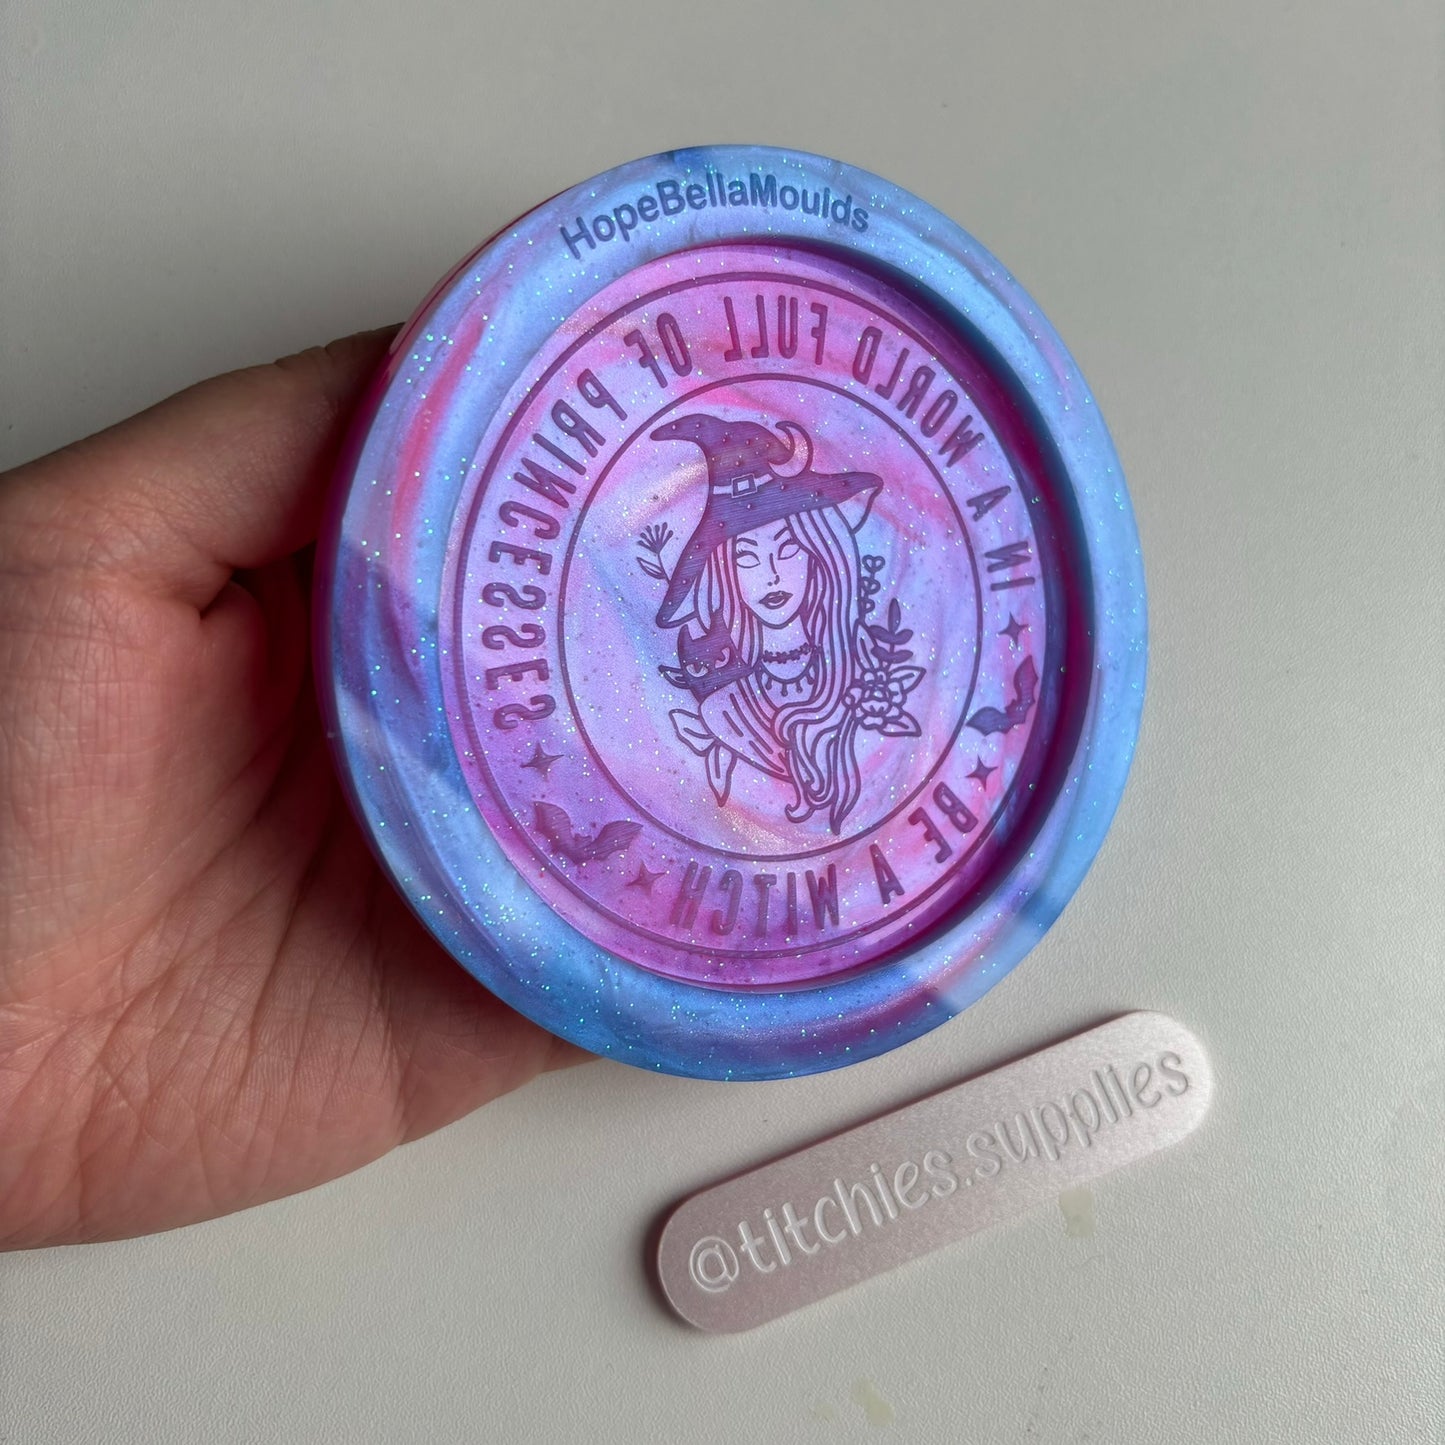 HopeBellaMoulds
IN A WORLD FULL OF PRINCESSES
BE A WITCH
@titchies.supplies